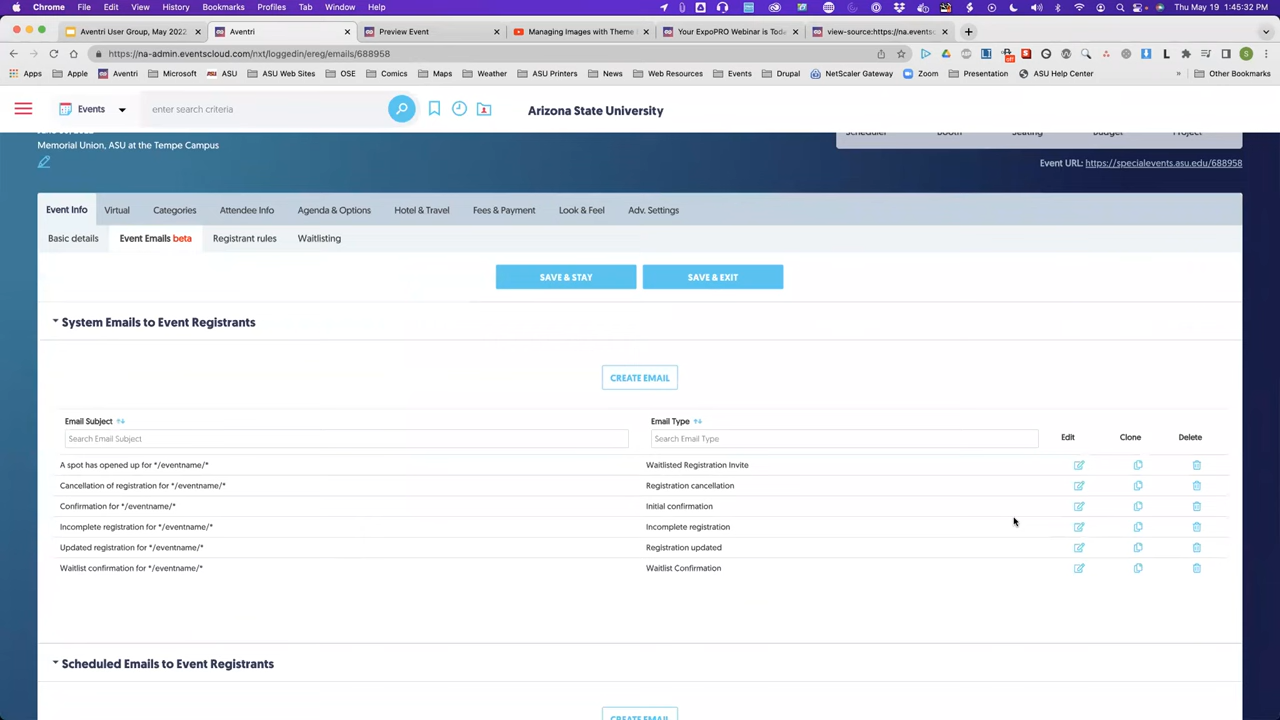 Chrome File Edit View History Bookmarks Profiles Tab Window Help Thu May 19 1:45:32 PM
Aventri User Group, May 2022 Aventri Preview Event Managing Images with Theme Your ExpoPRO Webinar is Toda view-source:https://na.events
https://na-admin.eventscloud.com/nxt/loggedin/ereg/emails/688958
Apps Apple Aventri Microsoft ASU ASU Web Sites OSE Comics Maps Weather ASU Printers News Web Resources Events Drupal NetScaler Gateway Zoom Presentation ASU Help Center » Other Bookmarks
Events enter search criteria Arizona State University
Scheduler Booth Seating Budget Project
Memorial Union, ASU at the Tempe Campus
Event URL: https://specialevents.asu.edu/688958
Event Info Virtual Categories Attendee Info Agenda & Options Hotel & Travel Fees & Payment Look & Feel Adv. Settings
Basic details Event Emails beta Registrant rules Waitlisting
SAVE & STAY SAVE & EXIT
System Emails to Event Registrants
CREATE EMAIL
Email Subject Email Type
Search Email Subject Search Email Type Edit Clone Delete
A spot has opened up for */eventname/* Waitlisted Registration Invite
Cancellation of registration for */eventname/* Registration cancellation
Confirmation for */eventname/* Initial confirmation
Incomplete registration for */eventname/* Incomplete registration
Updated registration for */eventname/* Registration updated
Waitlist confirmation for */eventname/* Waitlist Confirmation
Scheduled Emails to Event Registrants
CREATE EMAIL